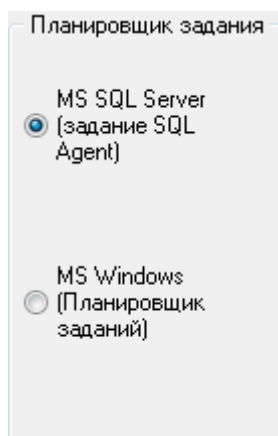 Планировщик задания
MS SQL Server
(задание SQL
Agent)
MS Windows
(Планировщик
заданий)